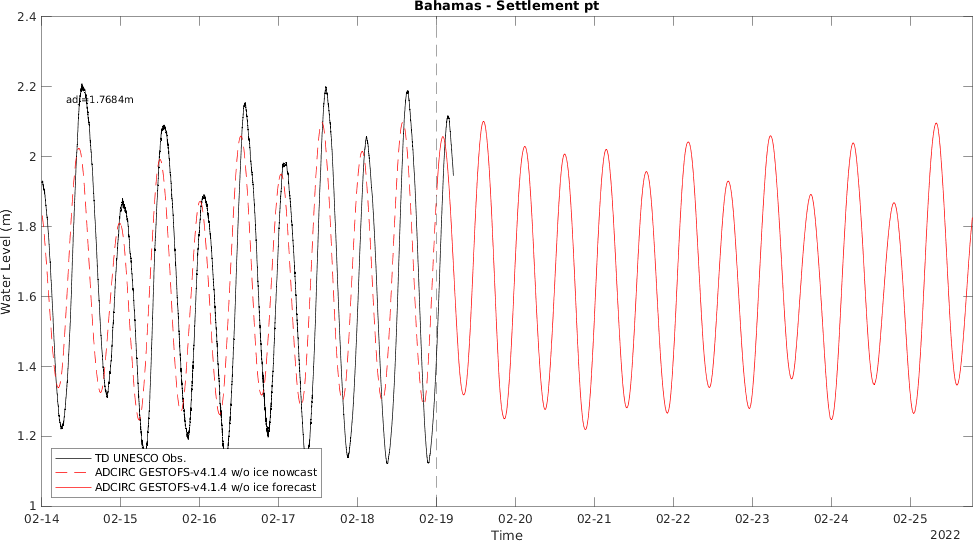 Bahamas - Settlement pt
2.4
2.2
2
1.8
1.6
1.4
1.2
1
Water Level (m)
adj=1.7684m
TD UNESCO Obs.
ADCIRC GESTOFS-v4.1.4 w/o ice nowcast
ADCIRC GESTOFS-v4.1.4 w/o ice forecast
02-14 02-15 02-16 02-17 02-18 02-19 02-20 02-21 02-22 02-23 02-24 02-25
Time
2022